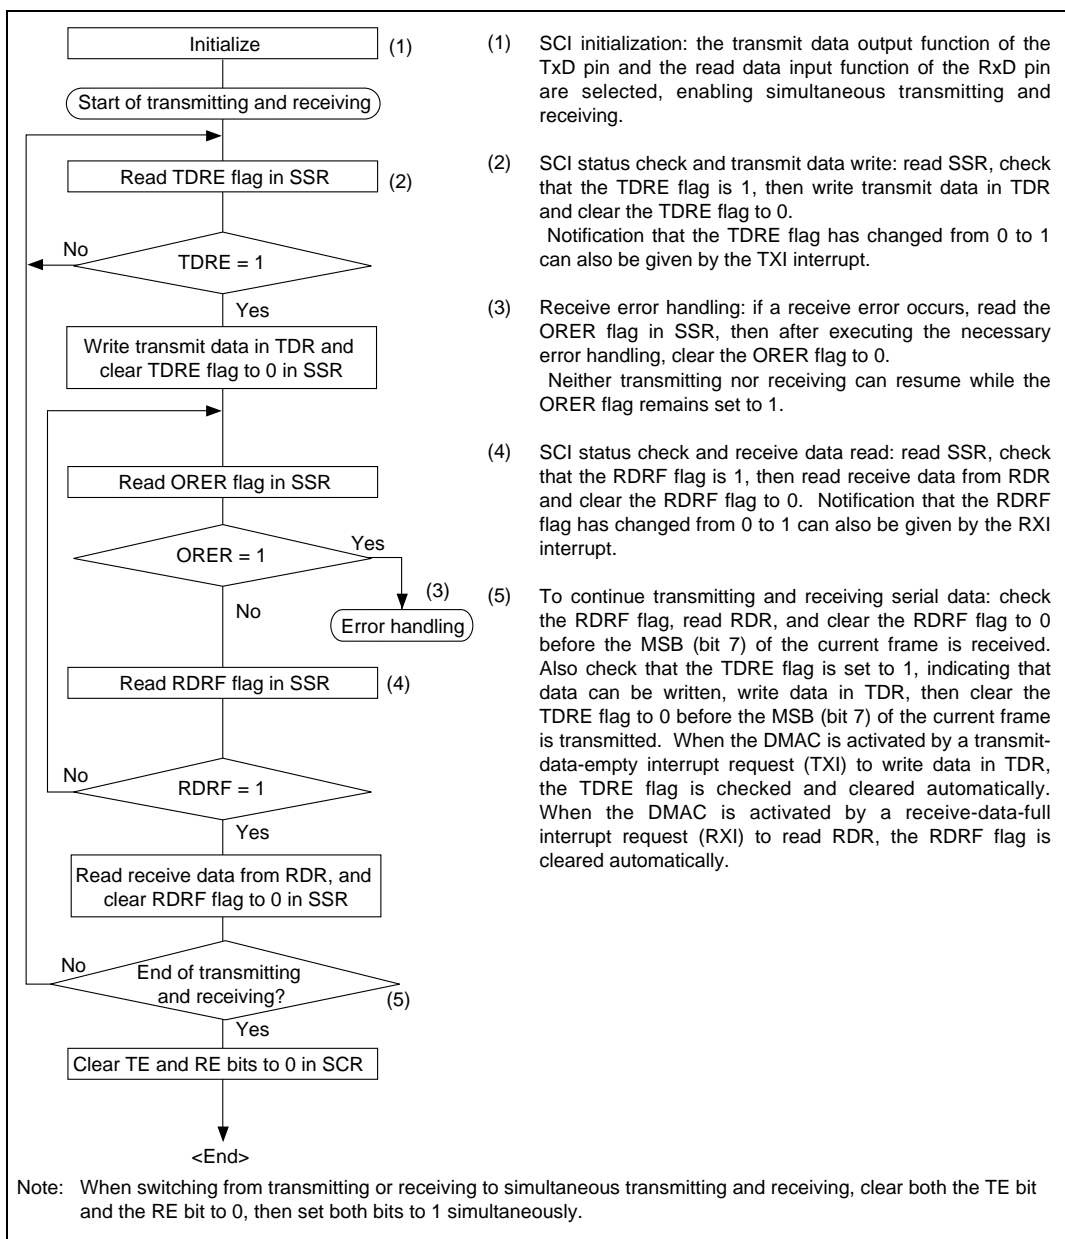 Initialize
(1)
Start of transmitting and receiving
Read TDRE flag in SSR
(2)
No
TDRE = 1
Yes
Write transmit data in TDR and
clear TDRE flag to 0 in SSR
Read ORER flag in SSR
Yes
ORER = 1
(3)
No
Error handling
Read RDRF flag in SSR
(4)
No
RDRF = 1
Yes
Read receive data from RDR, and
clear RDRF flag to 0 in SSR
No
End of transmitting
and receiving?
(5)
Yes
Clear TE and RE bits to 0 in SCR
<End>
(1) SCI initialization: the transmit data output function of the
TxD pin and the read data input function of the RxD pin
are selected, enabling simultaneous transmitting and
receiving.
(2) SCI status check and transmit data write: read SSR, check
that the TDRE flag is 1, then write transmit data in TDR
and clear the TDRE flag to 0.
Notification that the TDRE flag has changed from 0 to 1
can also be given by the TXI interrupt.
(3) Receive error handling: if a receive error occurs, read the
ORER flag in SSR, then after executing the necessary
error handling, clear the ORER flag to 0.
Neither transmitting nor receiving can resume while the
ORER flag remains set to 1.
(4) SCI status check and receive data read: read SSR, check
that the RDRF flag is 1, then read receive data from RDR
and clear the RDRF flag to 0. Notification that the RDRF
flag has changed from 0 to 1 can also be given by the RXI
interrupt.
(5) To continue transmitting and receiving serial data: check
the RDRF flag, read RDR, and clear the RDRF flag to 0
before the MSB (bit 7) of the current frame is received.
Also check that the TDRE flag is set to 1, indicating that
data can be written, write data in TDR, then clear the
TDRE flag to 0 before the MSB (bit 7) of the current frame
is transmitted. When the DMAC is activated by a transmit-
data-empty interrupt request (TXI) to write data in TDR,
the TDRE flag is checked and cleared automatically.
When the DMAC is activated by a receive-data-full
interrupt request (RXI) to read RDR, the RDRF flag is
cleared automatically.
Note: When switching from transmitting or receiving to simultaneous transmitting and receiving, clear both the TE bit
and the RE bit to 0, then set both bits to 1 simultaneously.